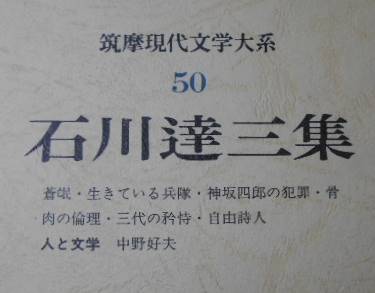 筑摩現代文学大系
50
石川達三集
蒼氓・生きている兵隊・神坂四郎の犯罪・骨
肉の倫理・三代の矜恃・自由詩人
人と文学 中野好夫